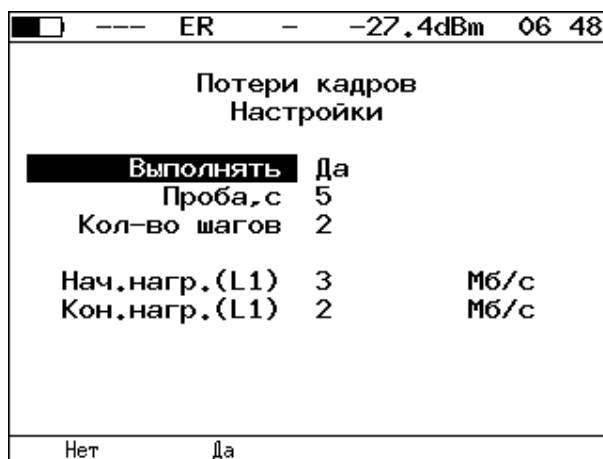 --- ER - -27.4dBm 06 48
Потери кадров
Настройки
Выполнять Да
Проба,с 5
Кол-во шагов 2
Нач.нагр.(L1) 3 Мб/с
Кон.нагр.(L1) 2 Мб/с
Нет Да